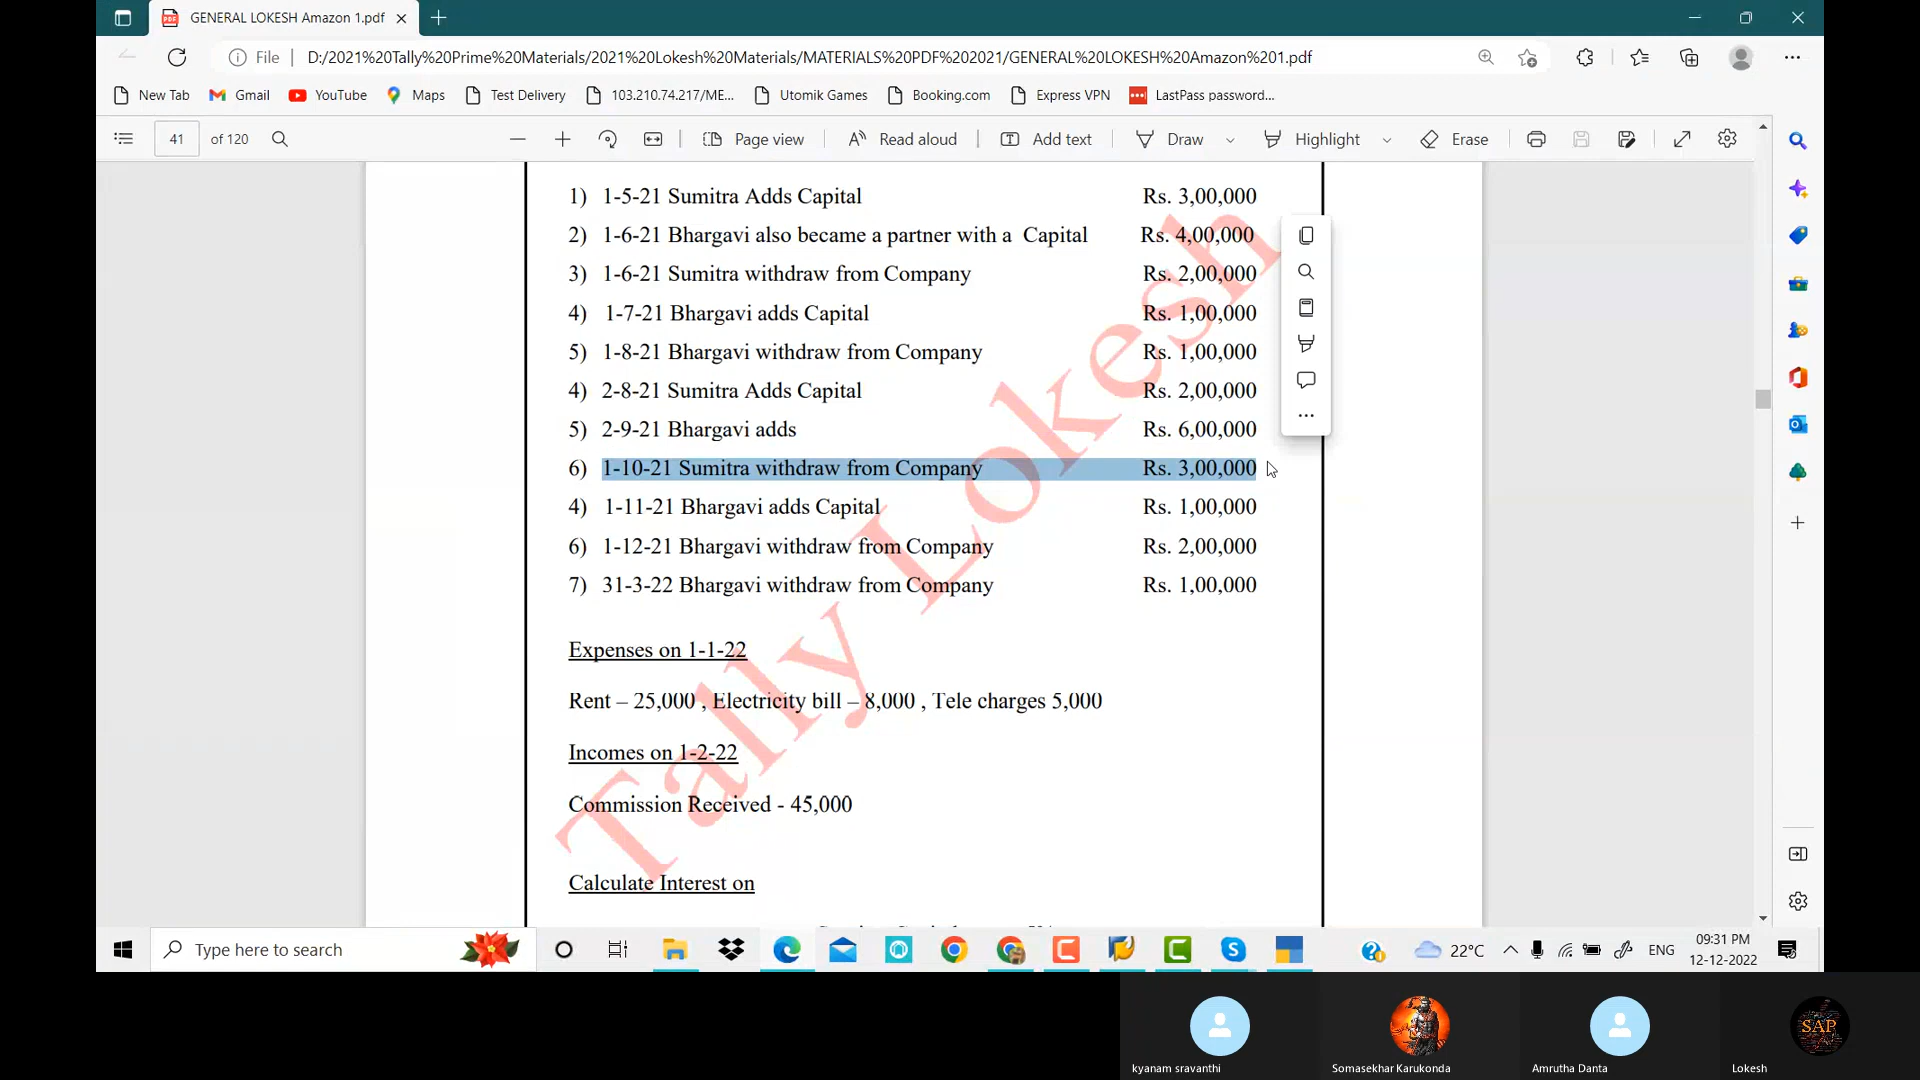 GENERAL LOKESH Amazon 1.pdf
File D:/2021%20Tally%20Prime%20Materials/2021%20Lokesh%20Materials/MATERIALS%20PDF%202021/GENERAL%20LOKESH%20Amazon%201.pdf
New Tab Gmail YouTube Maps Test Delivery 103.210.74.217/ME... Utomik Games Booking.com Express VPN LastPass password...
41 of 120 Page view Read aloud Add text Draw Highlight Erase
1) 1-5-21 Sumitra Adds Capital Rs. 3,00,000
2) 1-6-21 Bhargavi also became a partner with a Capital Rs. 4,00,000
3) 1-6-21 Sumitra withdraw from Company Rs. 2,00,000
4) 1-7-21 Bhargavi adds Capital Rs. 1,00,000
5) 1-8-21 Bhargavi withdraw from Company Rs. 1,00,000
4) 2-8-21 Sumitra Adds Capital Rs. 2,00,000
5) 2-9-21 Bhargavi adds Rs. 6,00,000
6) 1-10-21 Sumitra withdraw from Company Rs. 3,00,000
4) 1-11-21 Bhargavi adds Capital Rs. 1,00,000
6) 1-12-21 Bhargavi withdraw from Company Rs. 2,00,000
7) 31-3-22 Bhargavi withdraw from Company Rs. 1,00,000
Expenses on 1-1-22
Rent – 25,000 , Electricity bill – 8,000 , Tele charges 5,000
Incomes on 1-2-22
Commission Received - 45,000
Calculate Interest on
Tally Lokesh
Type here to search
22°C ENG 09:31 PM
12-12-2022
SAP
kyanam sravanthi Somasekhar Karukonda Amrutha Danta Lokesh